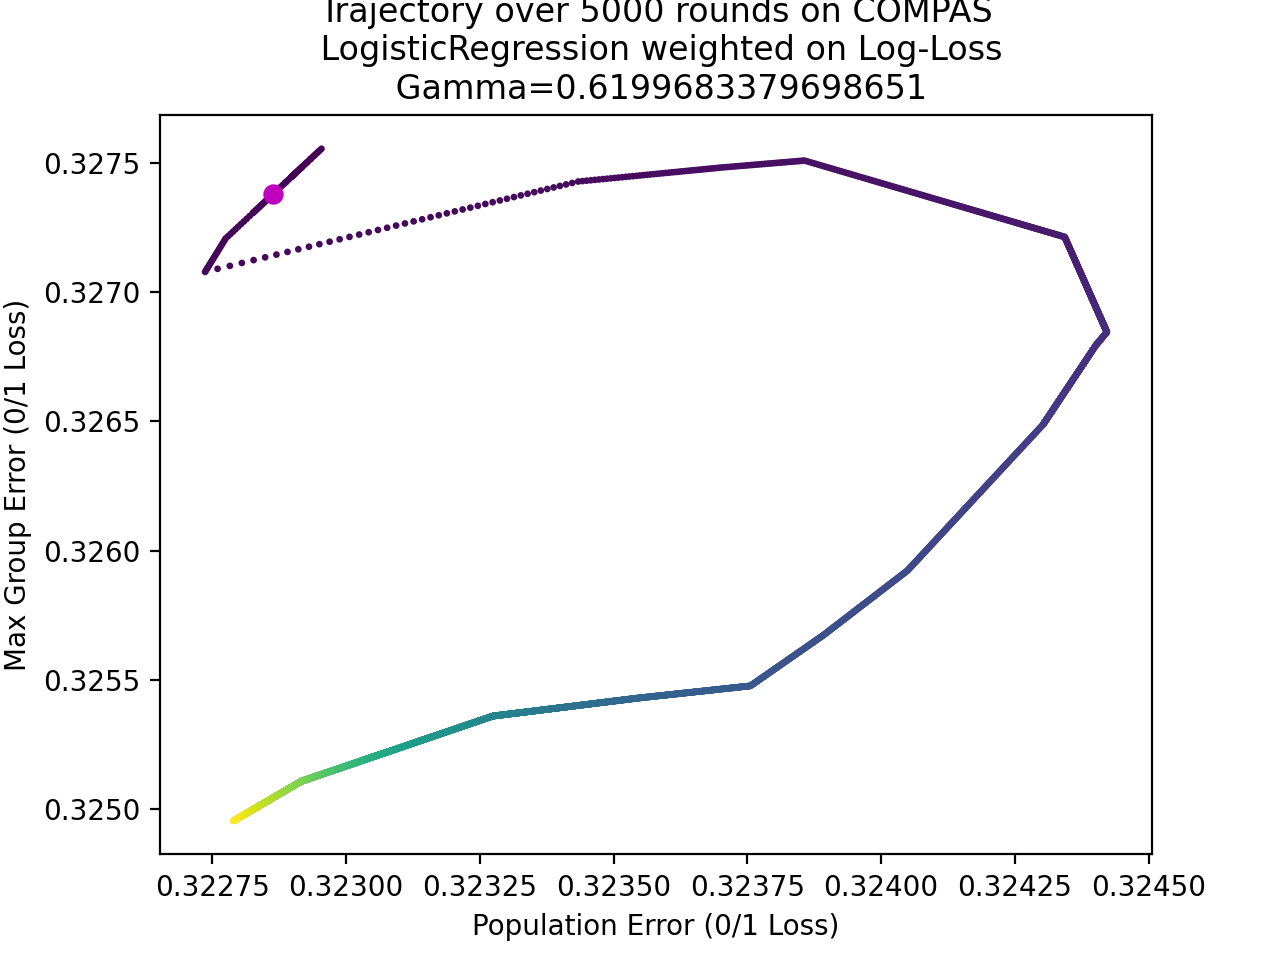 Trajectory over 5000 rounds on COMPAS
LogisticRegression weighted on Log-Loss
Gamma=0.6199683379698651
0.3275
0.3270
0.3265
0.3260
0.3255
0.3250
Max Group Error (0/1 Loss)
0.32275 0.32300 0.32325 0.32350 0.32375 0.32400 0.32425 0.32450
Population Error (0/1 Loss)